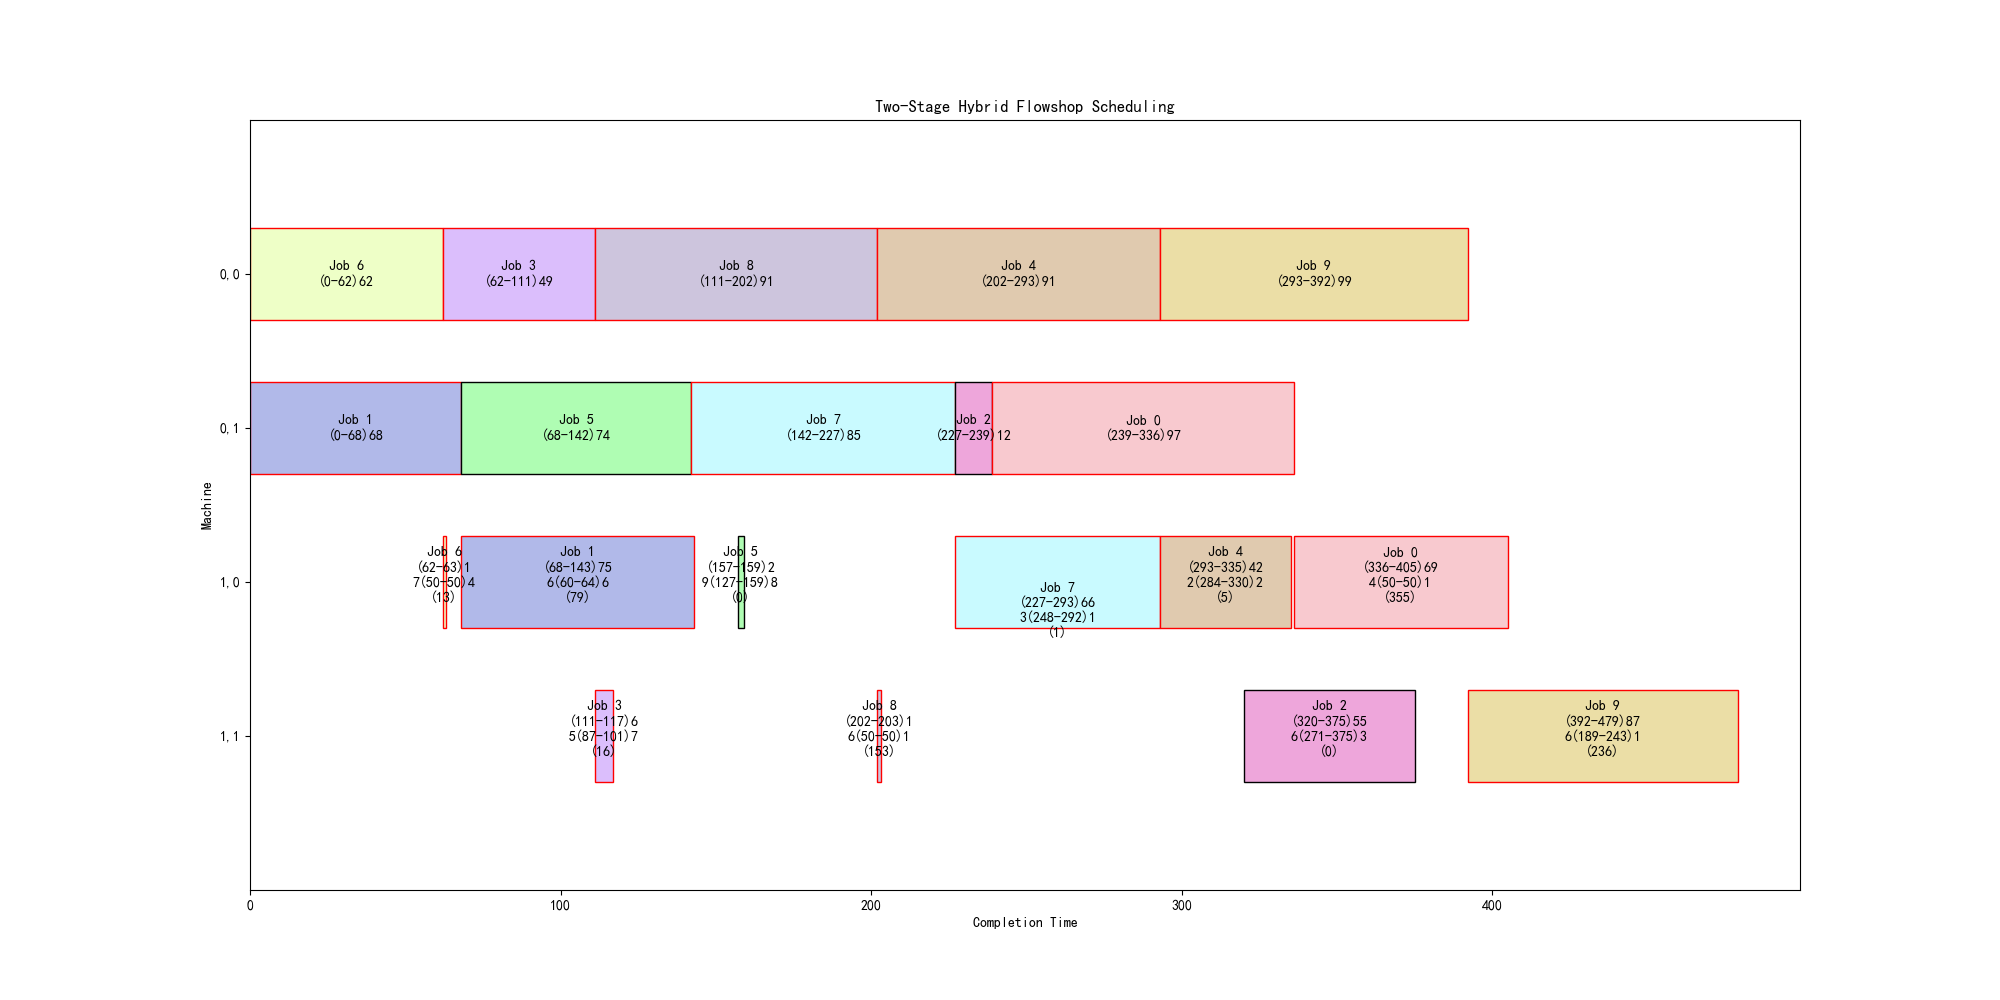 Two-Stage Hybrid Flowshop Scheduling
Machine
0,0
Job 6
(0-62)62
Job 3
(62-111)49
Job 8
(111-202)91
Job 4
(202-293)91
Job 9
(293-392)99
0,1
Job 1
(0-68)68
Job 5
(68-142)74
Job 7
(142-227)85
Job 2
(227-239)12
Job 0
(239-336)97
1,0
Job 6
(62-63)1
7(50-50)4
(13)
Job 1
(68-143)75
6(60-64)6
(79)
Job 5
(157-159)2
9(127-159)8
(0)
Job 7
(227-293)66
3(248-292)1
(1)
Job 4
(293-335)42
2(284-330)2
(5)
Job 0
(336-405)69
4(50-50)1
(355)
1,1
Job 3
(111-117)6
5(87-101)7
(16)
Job 8
(202-203)1
6(50-50)1
(153)
Job 2
(320-375)55
6(271-375)3
(0)
Job 9
(392-479)87
6(189-243)1
(236)
0
100
200
300
400
Completion Time